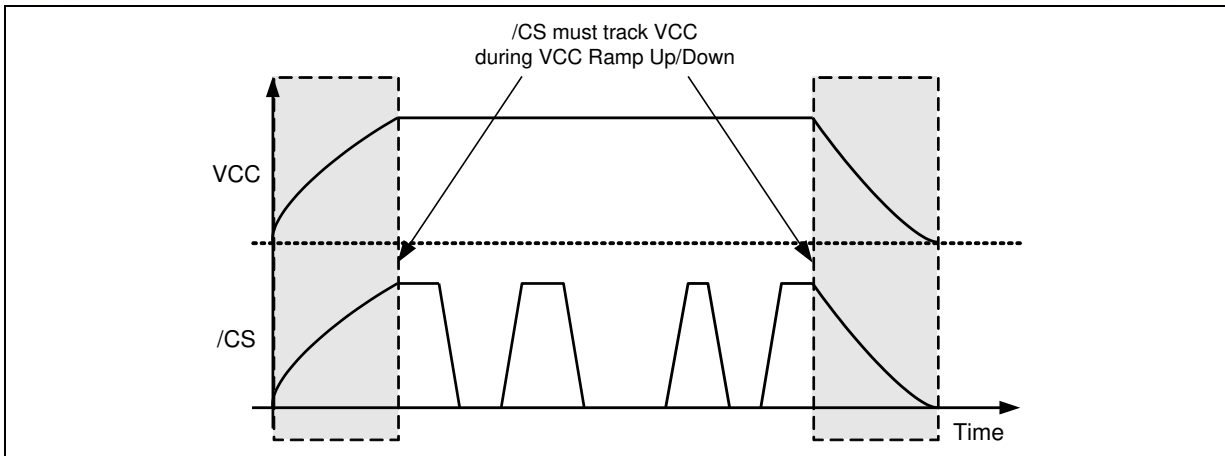 /CS must track VCC
during VCC Ramp Up/Down
VCC
/CS
Time